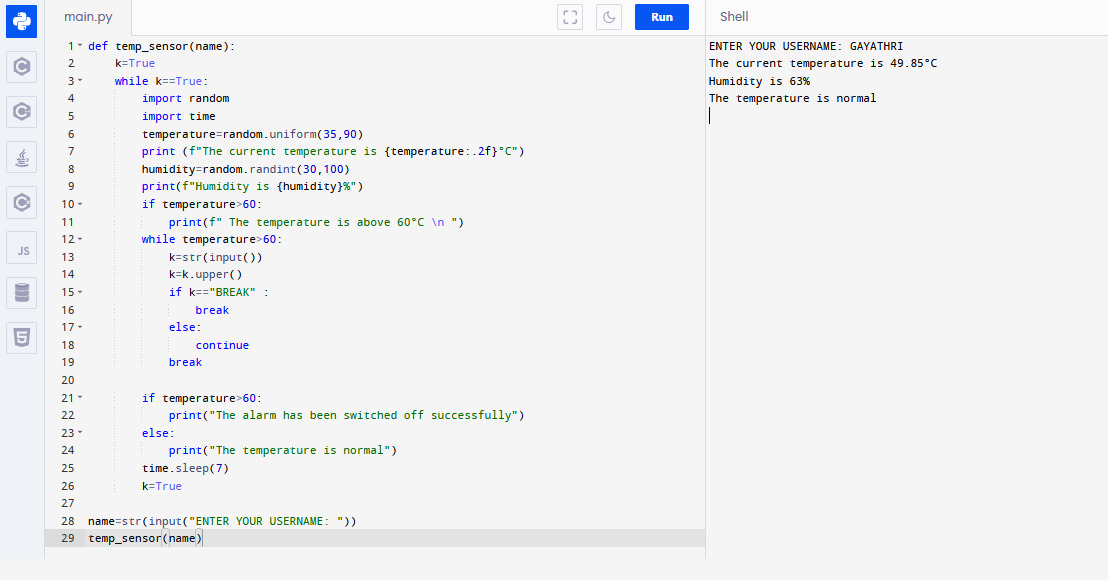 main.py
Run
Shell
1 def temp_sensor(name):
2     k=True
3     while k==True:
4         import random
5         import time
6         temperature=random.uniform(35,90)
7         print (f"The current temperature is {temperature:.2f}°C")
8         humidity=random.randint(30,100)
9         print(f"Humidity is {humidity}%")
10         if temperature>60:
11             print(f" The temperature is above 60°C \n ")
12         while temperature>60:
13             k=str(input())
14             k=k.upper()
15             if k=="BREAK" :
16                 break
17             else:
18                 continue
19             break
20
21         if temperature>60:
22             print("The alarm has been switched off successfully")
23         else:
24             print("The temperature is normal")
25         time.sleep(7)
26         k=True
27
28 name=str(input("ENTER YOUR USERNAME: "))
29 temp_sensor(name)
ENTER YOUR USERNAME: GAYATHRI
The current temperature is 49.85°C
Humidity is 63%
The temperature is normal
JS
5